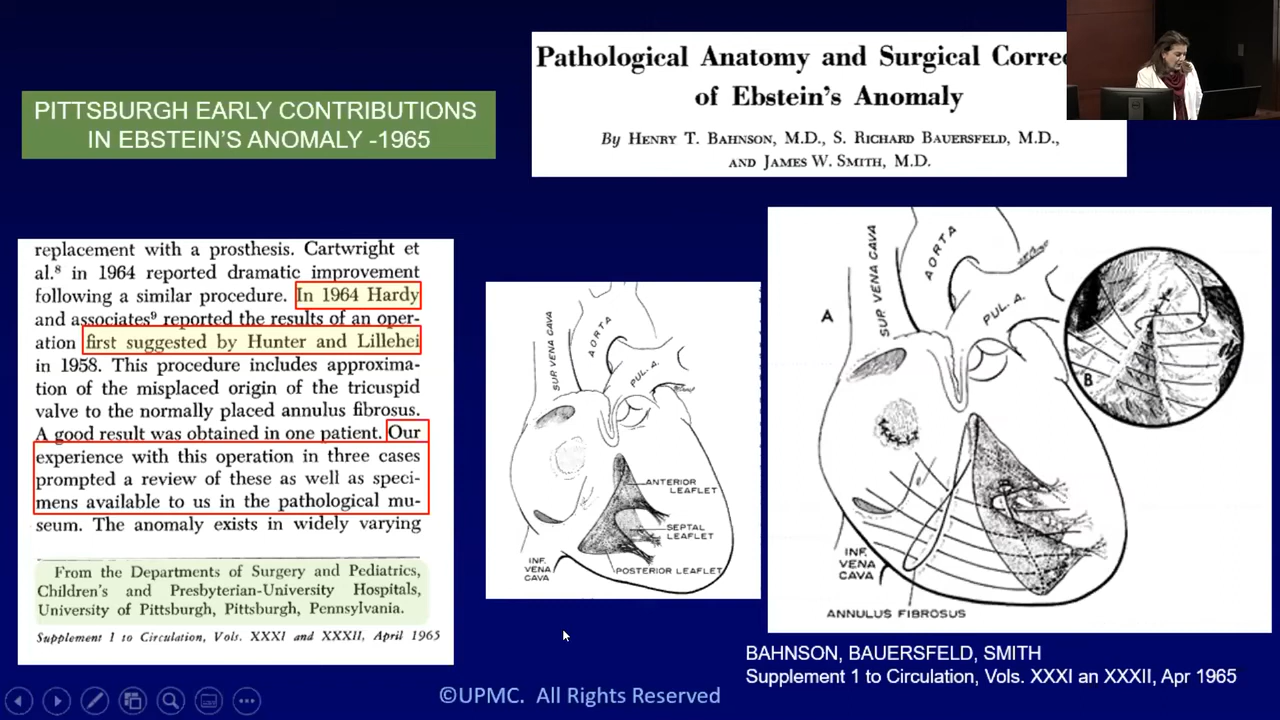 PITTSBURGH EARLY CONTRIBUTIONS
IN EBSTEIN'S ANOMALY -1965
Pathological Anatomy and Surgical Corre
of Ebstein's Anomaly
By HENRY T. BAHNSON, M.D., S. RICHARD BAUERSFELD, M.D.,
AND JAMES W. SMITH, M.D.
replacement with a prosthesis. Cartwright et
al.⁸ in 1964 reported dramatic improvement
following a similar procedure. In 1964 Hardy
and associates⁹ reported the results of an oper-
ation first suggested by Hunter and Lillehei
in 1958. This procedure includes approxima-
tion of the misplaced origin of the tricuspid
valve to the normally placed annulus fibrosus.
A good result was obtained in one patient. Our
experience with this operation in three cases
prompted a review of these as well as speci-
mens available to us in the pathological mu-
seum. The anomaly exists in widely varying
From the Departments of Surgery and Pediatrics,
Children's and Presbyterian-University Hospitals,
University of Pittsburgh, Pittsburgh, Pennsylvania.
Supplement 1 to Circulation, Vols. XXXI and XXXII, April 1965
SUP VENA CAVA
AORTA
PUL. A.
ANTERIOR
LEAFLET
SEPTAL
LEAFLET
POSTERIOR LEAFLET
INF.
VENA
CAVA
A
SUP. VENA CAVA
AORTA
PUL. A.
B
INF.
VENA
CAVA
ANNULUS FIBROSUS
BAHNSON, BAUERSFELD, SMITH
Supplement 1 to Circulation, Vols. XXXI an XXXII, Apr 1965
©UPMC. All Rights Reserved